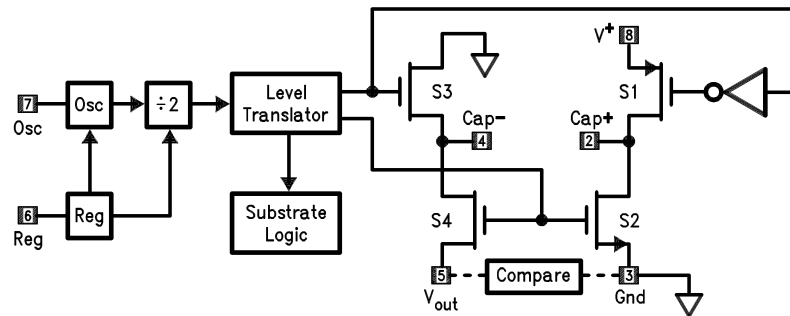 V+
8
S3
S1
7
Osc
Osc
÷2
Level
Translator
Cap-
4
Cap+
2
6
Reg
Reg
Substrate
Logic
S4
S2
5
Compare
3
Vout
Gnd